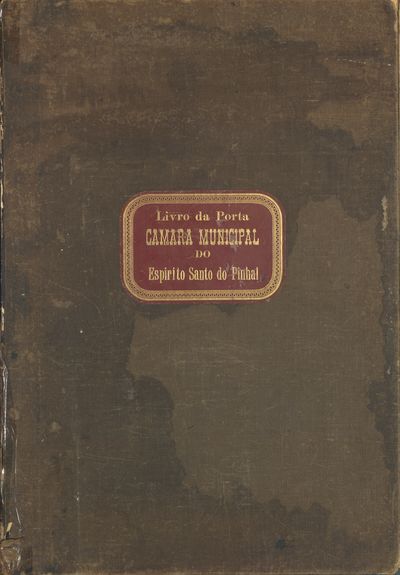 Livro da Porta
CAMARA MUNICIPAL
DO
Espirito Santo do Pinhal